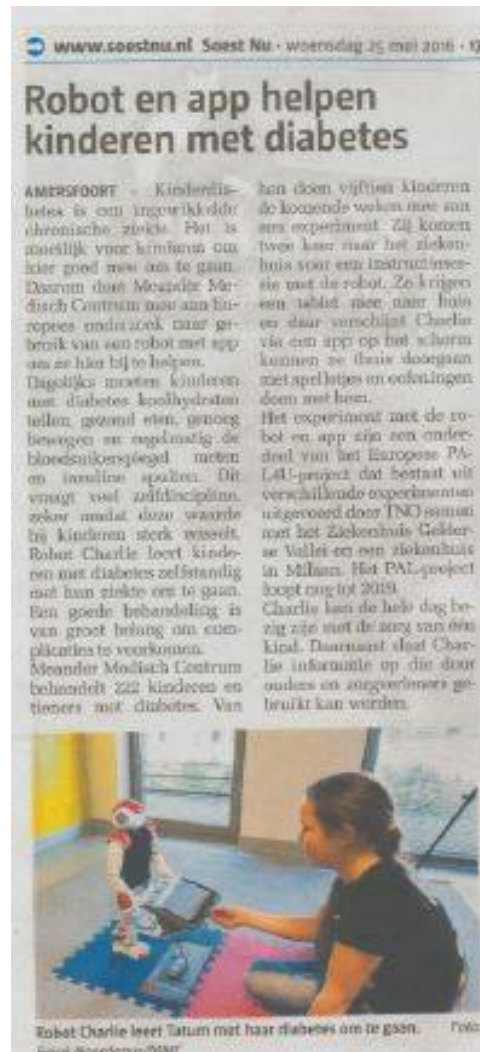 www.soestnu.nl Soest Nu · woensdag 25 mei 2016 · 17
Robot en app helpen
kinderen met diabetes
AMERSFOORT - Kinderdia-
betes is een ingewikkelde
chronische ziekte. Het is
moeilijk voor kinderen om
hier goed mee om te gaan.
Daarom doet Meander Me-
disch Centrum mee aan Eu-
ropees onderzoek naar ge-
bruik van een robot met app
om ze hier bij te helpen.
Dagelijks moeten kinderen
met diabetes koolhydraten
tellen, gezond eten, genoeg
bewegen en regelmatig de
bloedsuikerspiegel meten
en insuline spuiten. Dit
vraagt veel zelfdiscipline,
zeker omdat deze waarde
bij kinderen sterk wisselt.
Robot Charlie leert kinde-
ren met diabetes zelfstandig
met hun ziekte om te gaan.
Een goede behandeling is
van groot belang om com-
plicaties te voorkomen.
Meander Medisch Centrum
behandelt 222 kinderen en
tieners met diabetes. Van
hen doen vijftien kinderen
de komende weken mee aan
een experiment. Zij komen
twee keer naar het zieken-
huis voor een instructieses-
sie met de robot. Ze krijgen
een tablet mee naar huis
en daar verschijnt Charlie
via een app op het scherm
kunnen ze thuis doorgaan
met spelletjes en oefeningen
doen met hem.
Het experiment met de ro-
bot en app zijn een onder-
deel van het Europese PA-
L4U-project dat bestaat uit
verschillende experimenten
uitgevoerd door TNO samen
met het Ziekenhuis Gelder-
se Vallei en een ziekenhuis
in Milaan. Het PAL-project
loopt nog tot 2019.
Charlie kan de hele dag be-
zig zijn met de zorg van een
kind. Daarnaast slaat Char-
lie informatie op die door
ouders en zorgverleners ge-
bruikt kan worden.
Robot Charlie leert Tatum met haar diabetes om te gaan. Foto: